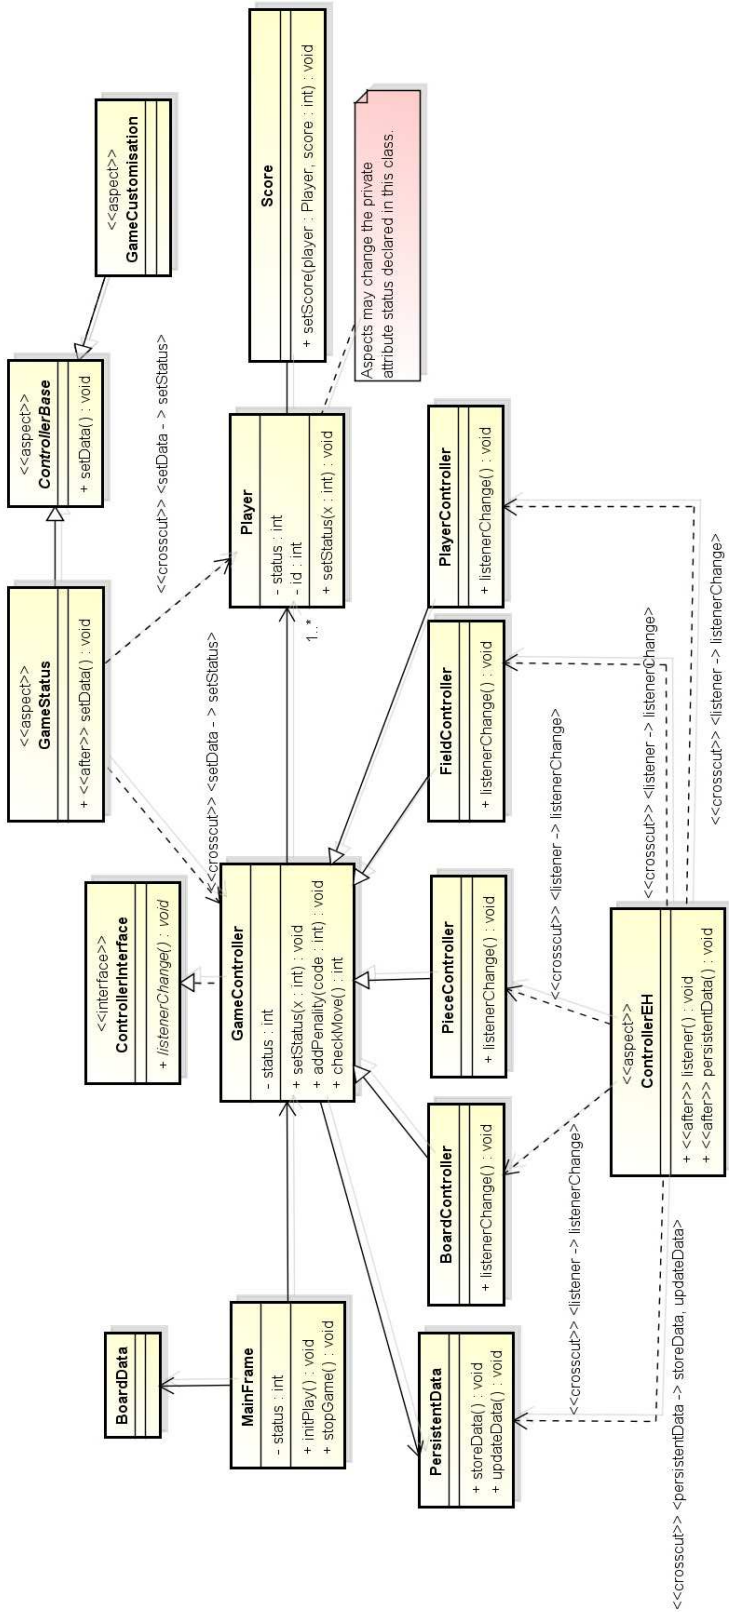 <<aspect>>
GameStatus
+ <<after>> setData() : void
<<aspect>>
ControllerBase
+ setData() : void
BoardData
<<interface>>
ControllerInterface
+ listenerChange() : void
<<aspect>>
GameCustomisation
<<crosscut>> <setData - > setStatus>
<<crosscut>> <setData - > setStatus>
MainFrame
- status : int
+ initPlay() : void
+ stopGame() : void
GameController
- status : int
+ setStatus(x : int) : void
+ addPenality(code : int) : void
+ checkMove() : int
1..*
Player
- status : int
- id : int
+ setStatus(x : int) : void
Score
+ setScore(player : Player, score : int) : void
Aspects may change the private
attribute status declared in this class.
PersistentData
+ storeData() : void
+ updateData() : void
BoardController
+ listenerChange() : void
PieceController
+ listenerChange() : void
FieldController
+ listenerChange() : void
PlayerController
+ listenerChange() : void
<<crosscut>> <listener -> listenerChange>
<<crosscut>> <listener -> listenerChange>
<<crosscut>> <listener -> listenerChange>
<<crosscut>> <listener -> listenerChange>
<<aspect>>
ControllerEH
+ <<after>> listener() : void
+ <<after>> persistentData() : void
<<crosscut>> <persistentData -> storeData, updateData>